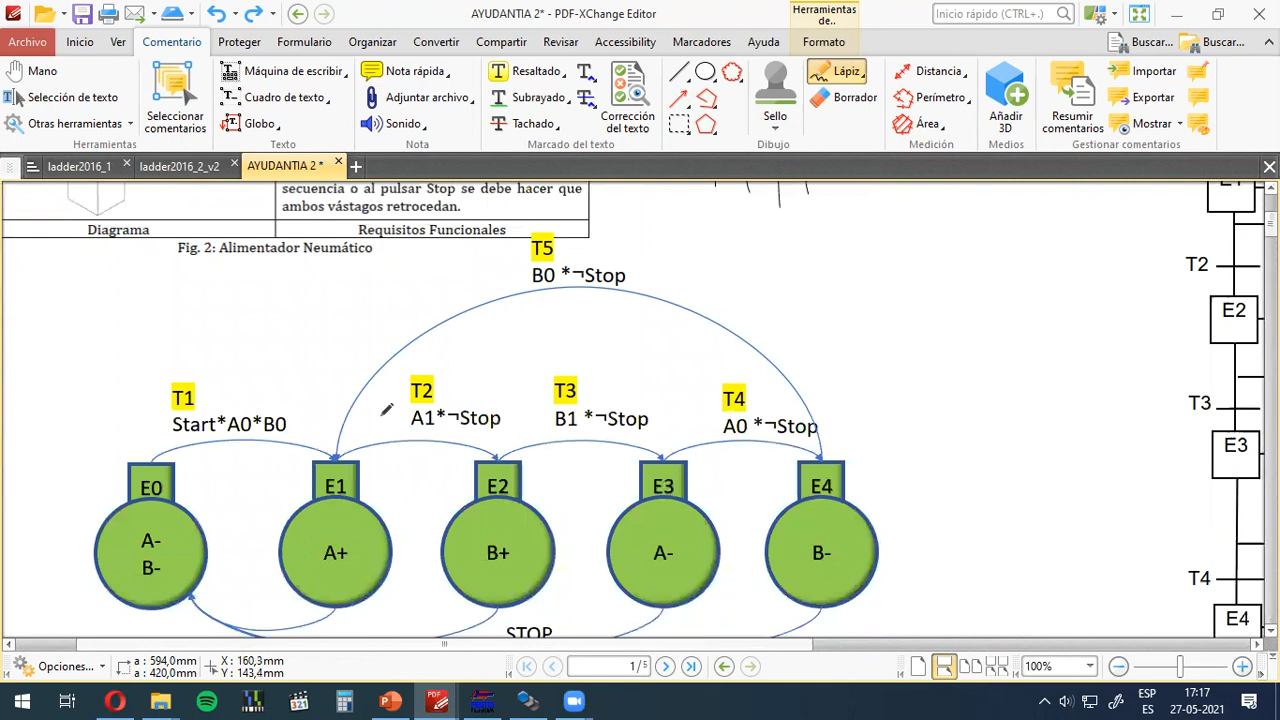 AYUDANTIA 2 * - PDF-XChange Editor
Herramientas de..
Inicio rápido (CTRL+.)
Archivo Inicio Ver Comentario Proteger Formulario Organizar Convertir Compartir Revisar Accessibility Marcadores Ayuda Formato Buscar... Buscar...
Mano
Selección de texto
Otras herramientas
Herramientas
Seleccionar comentarios
Máquina de escribir
Cuadro de texto
Globo
Texto
Nota rápida
Adjuntar archivo
Sonido
Nota
Resaltado
Subrayado
Tachado
Corrección del texto
Marcado del texto
Lápiz
Borrador
Dibujo
Sello
Distancia
Perímetro
Área
Medición
Añadir 3D
Medios
Resumir comentarios
Importar
Exportar
Mostrar
Gestionar comentarios
ladder2016_1 ladder2016_2_v2 AYUDANTIA 2 *
secuencia o al pulsar Stop se debe hacer que
ambos vástagos retrocedan.
Diagrama Requisitos Funcionales
Fig. 2: Alimentador Neumático
T5
B0 *¬Stop
T1
Start*A0*B0
T2
A1*¬Stop
T3
B1 *¬Stop
T4
A0 *¬Stop
E0 E1 E2 E3 E4
A-
B-
A+
B+
A-
B-
STOP
E1
T2
E2
T3
E3
T4
E4
Opciones...
a : 594,0mm
a : 420,0mm
X : 160,3mm
Y : 143,4mm
1/5
100%
ESP
ES
17:17
27-05-2021